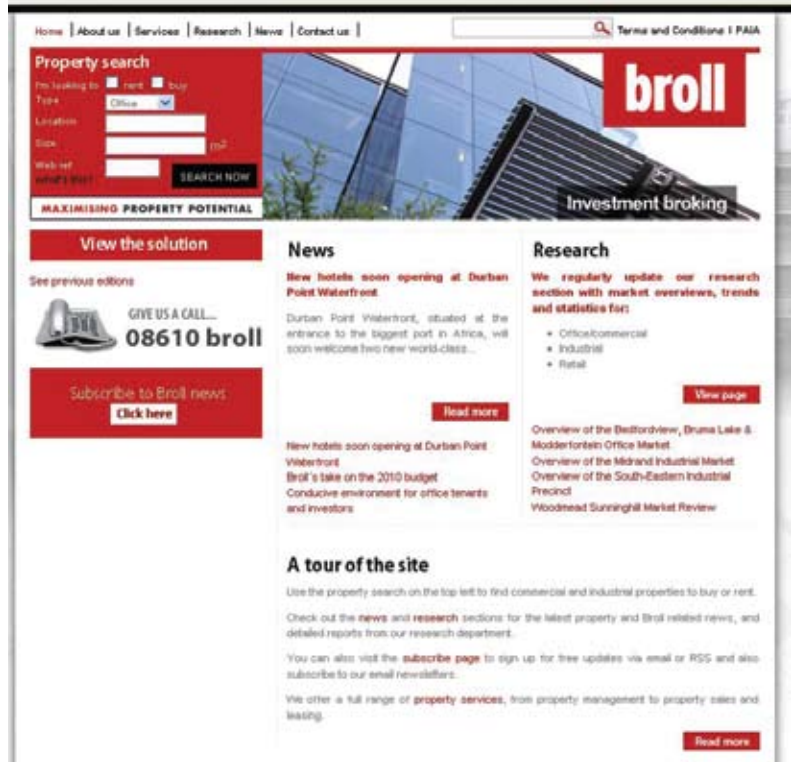 Home | About us | Services | Research | News | Contact us |
Terms and Conditions I PAIA
Property search
I'm looking to rent buy
Type Office
Location
Size m²
Web ref
what's this?
SEARCH NOW
MAXIMISING PROPERTY POTENTIAL
broll
Investment broking
View the solution
See previous editions
GIVE US A CALL...
08610 broll
Subscribe to Broll news
Click here
News
New hotels soon opening at Durban
Point Waterfront
Durban Point Waterfront, situated at the
entrance to the biggest port in Africa, will
soon welcome two new world-class...
Read more
New hotels soon opening at Durban Point
Waterfront
Broll's take on the 2010 budget
Conducive environment for office tenants
and investors
Research
We regularly update our research
section with market overviews, trends
and statistics for:
• Office/commercial
• Industrial
• Retail
View page
Overview of the Bedfordview, Bruma Lake &
Modderfontein Office Market
Overview of the Midrand Industrial Market
Overview of the South-Eastern Industrial
Precinct
Woodmead Sunninghill Market Review
A tour of the site
Use the property search on the top left to find commercial and industrial properties to buy or rent.
Check out the news and research sections for the latest property and Broll related news, and
detailed reports from our research department.
You can also visit the subscribe page to sign up for free updates via email or RSS and also
subscribe to our email newsletters.
We offer a full range of property services, from property management to property sales and
leasing.
Read more